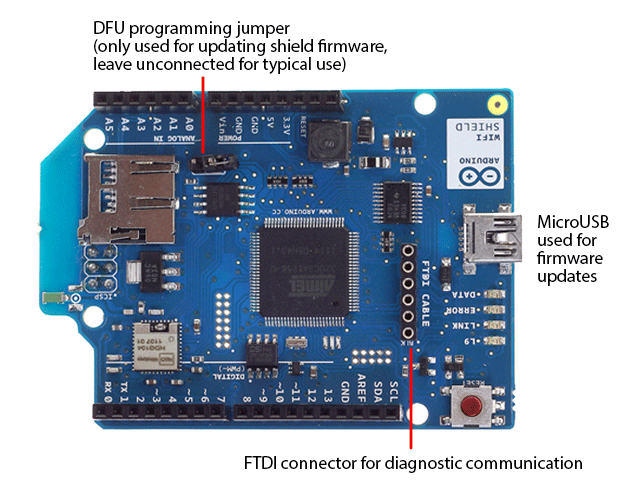 DFU programming jumper
(only used for updating shield firmware,
leave unconnected for typical use)
A5
A4
A3
A2
A1
A0
ANALOG IN
Vin
GND
GND
5V
3.3V
RESET
POWER
WIFI
SHIELD
ARDUINO
WWW.ARDUINO.CC
ATMEL
FTDI CABLE
BLK
MicroUSB
used for
firmware
updates
DATA
ERROR
LINK
L9
ICSP
HDG104
DIGITAL
(PWM~)
RX 0
TX 1
2
~3
4
~5
~6
7
8
~9
~10
~11
12
13
GND
AREF
SDA
SCL
RESET
FTDI connector for diagnostic communication